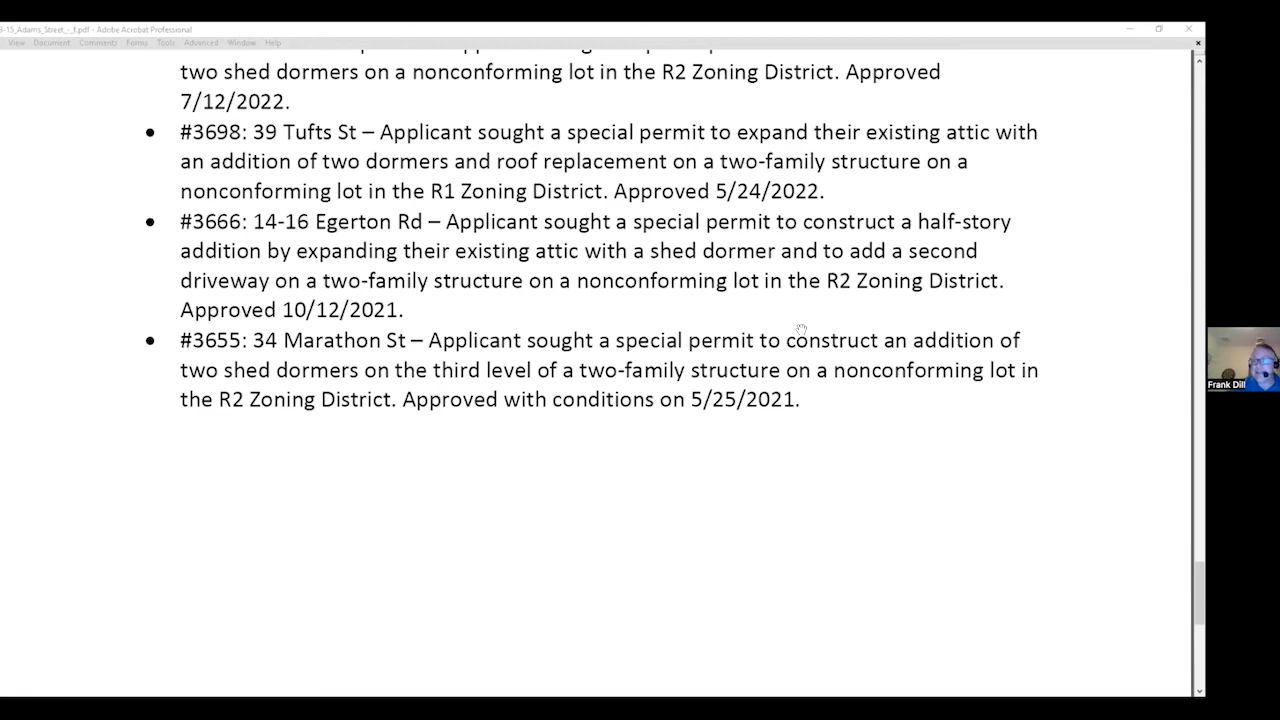 3-15_Adams_Street_-_f.pdf - Adobe Acrobat Professional
View Document Comments Forms Tools Advanced Window Help
two shed dormers on a nonconforming lot in the R2 Zoning District. Approved
7/12/2022.
• #3698: 39 Tufts St – Applicant sought a special permit to expand their existing attic with
an addition of two dormers and roof replacement on a two-family structure on a
nonconforming lot in the R1 Zoning District. Approved 5/24/2022.
• #3666: 14-16 Egerton Rd – Applicant sought a special permit to construct a half-story
addition by expanding their existing attic with a shed dormer and to add a second
driveway on a two-family structure on a nonconforming lot in the R2 Zoning District.
Approved 10/12/2021.
• #3655: 34 Marathon St – Applicant sought a special permit to construct an addition of
two shed dormers on the third level of a two-family structure on a nonconforming lot in
the R2 Zoning District. Approved with conditions on 5/25/2021.
Frank Dill